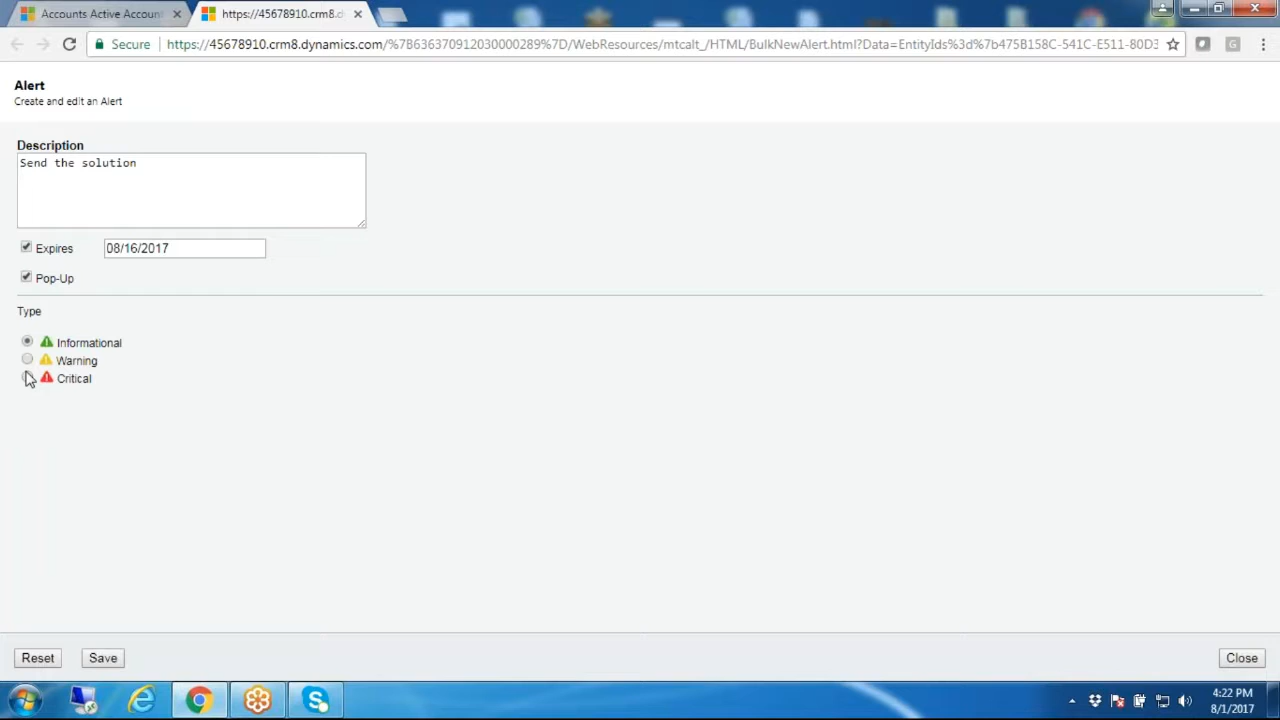 Accounts Active Accoun
https://45678910.crm8.d
Secure https://45678910.crm8.dynamics.com/%7B636370912030000289%7D/WebResources/mtcalt_/HTML/BulkNewAlert.html?Data=EntityIds%3d%7b475B158C-541C-E511-80D3
G
Alert
Create and edit an Alert
Description
Send the solution
Expires 08/16/2017
Pop-Up
Type
Informational
Warning
Critical
Reset Save Close
4:22 PM
8/1/2017